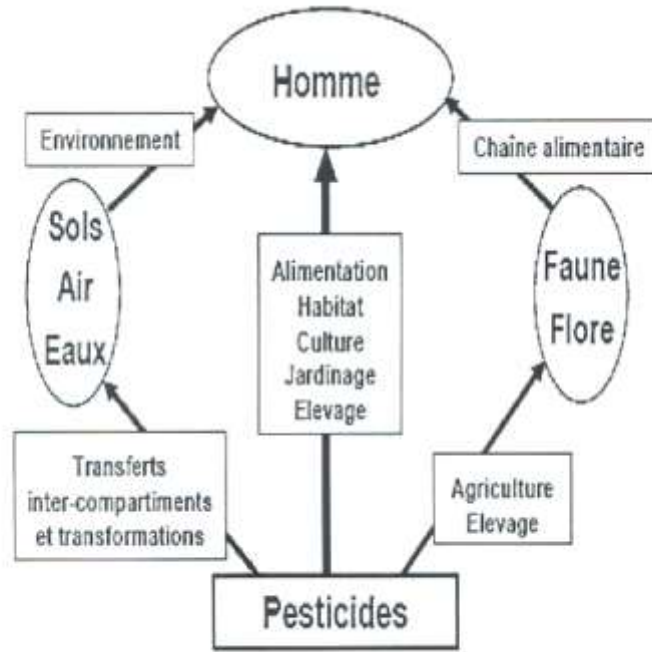 Homme
Environnement
Chaîne alimentaire
Sols
Air
Eaux
Alimentation
Habitat
Culture
Jardinage
Elevage
Faune
Flore
Transferts
inter-compartiments
et transformations
Agriculture
Elevage
Pesticides